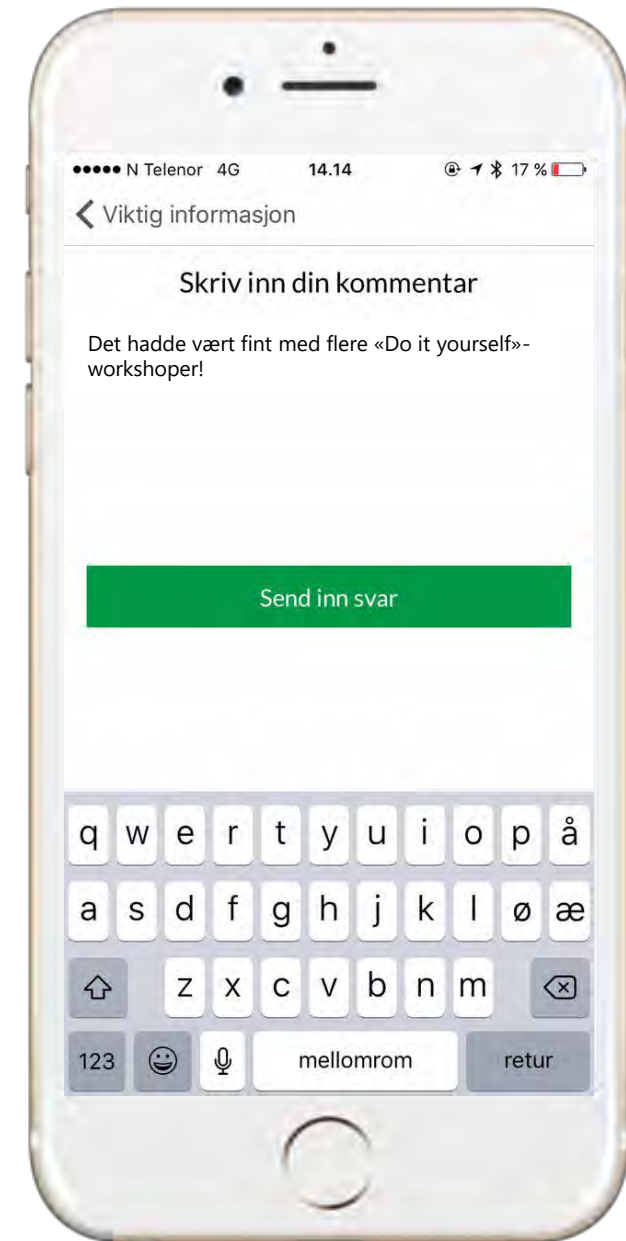 N Telenor 4G 14.14 17 %
Viktig informasjon
Skriv inn din kommentar
Det hadde vært fint med flere «Do it yourself»-
workshoper!
Send inn svar
q w e r t y u i o p å
a s d f g h j k l ø æ
z x c v b n m
123 mellomrom retur